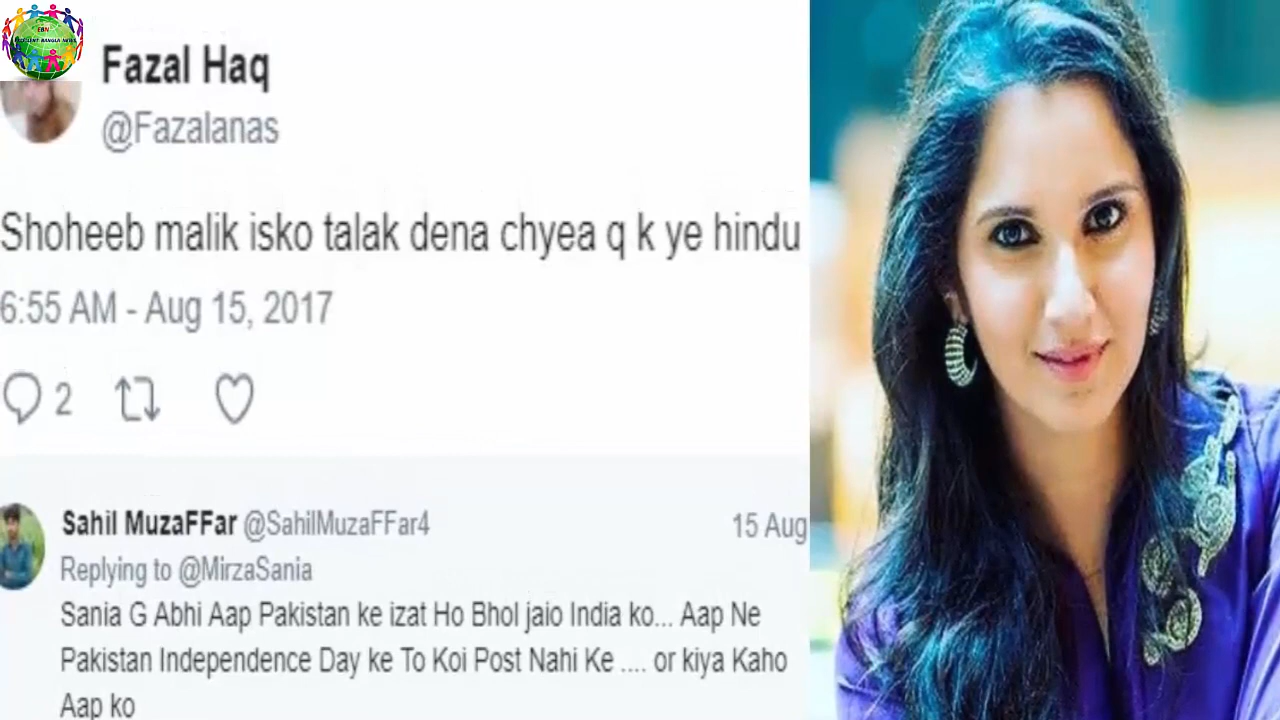 EBN
Fazal Haq
@Fazalanas
Shoheeb malik isko talak dena chyea q k ye hindu
6:55 AM - Aug 15, 2017
2
Sahil MuzaFFar @SahilMuzaFFar4 15 Aug
Replying to @MirzaSania
Sania G Abhi Aap Pakistan ke izat Ho Bhol jaio India ko... Aap Ne
Pakistan Independence Day ke To Koi Post Nahi Ke .... or kiya Kaho
Aap ko